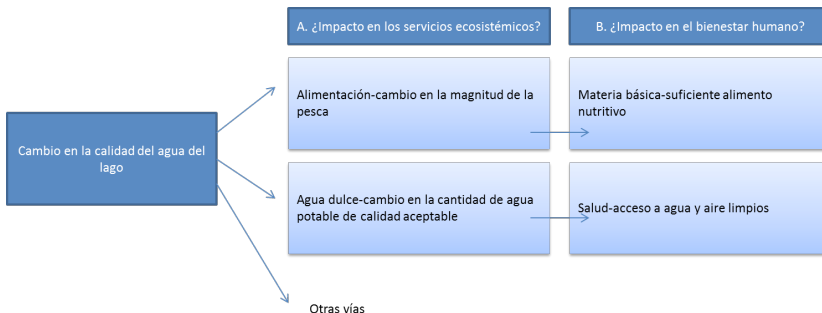 A. ¿Impacto en los servicios ecosistémicos?
B. ¿Impacto en el bienestar humano?
Alimentación-cambio en la magnitud de la
pesca
Materia básica-suficiente alimento
nutritivo
Cambio en la calidad del agua del
lago
Agua dulce-cambio en la cantidad de agua
potable de calidad aceptable
Salud-acceso a agua y aire limpios
Otras vías